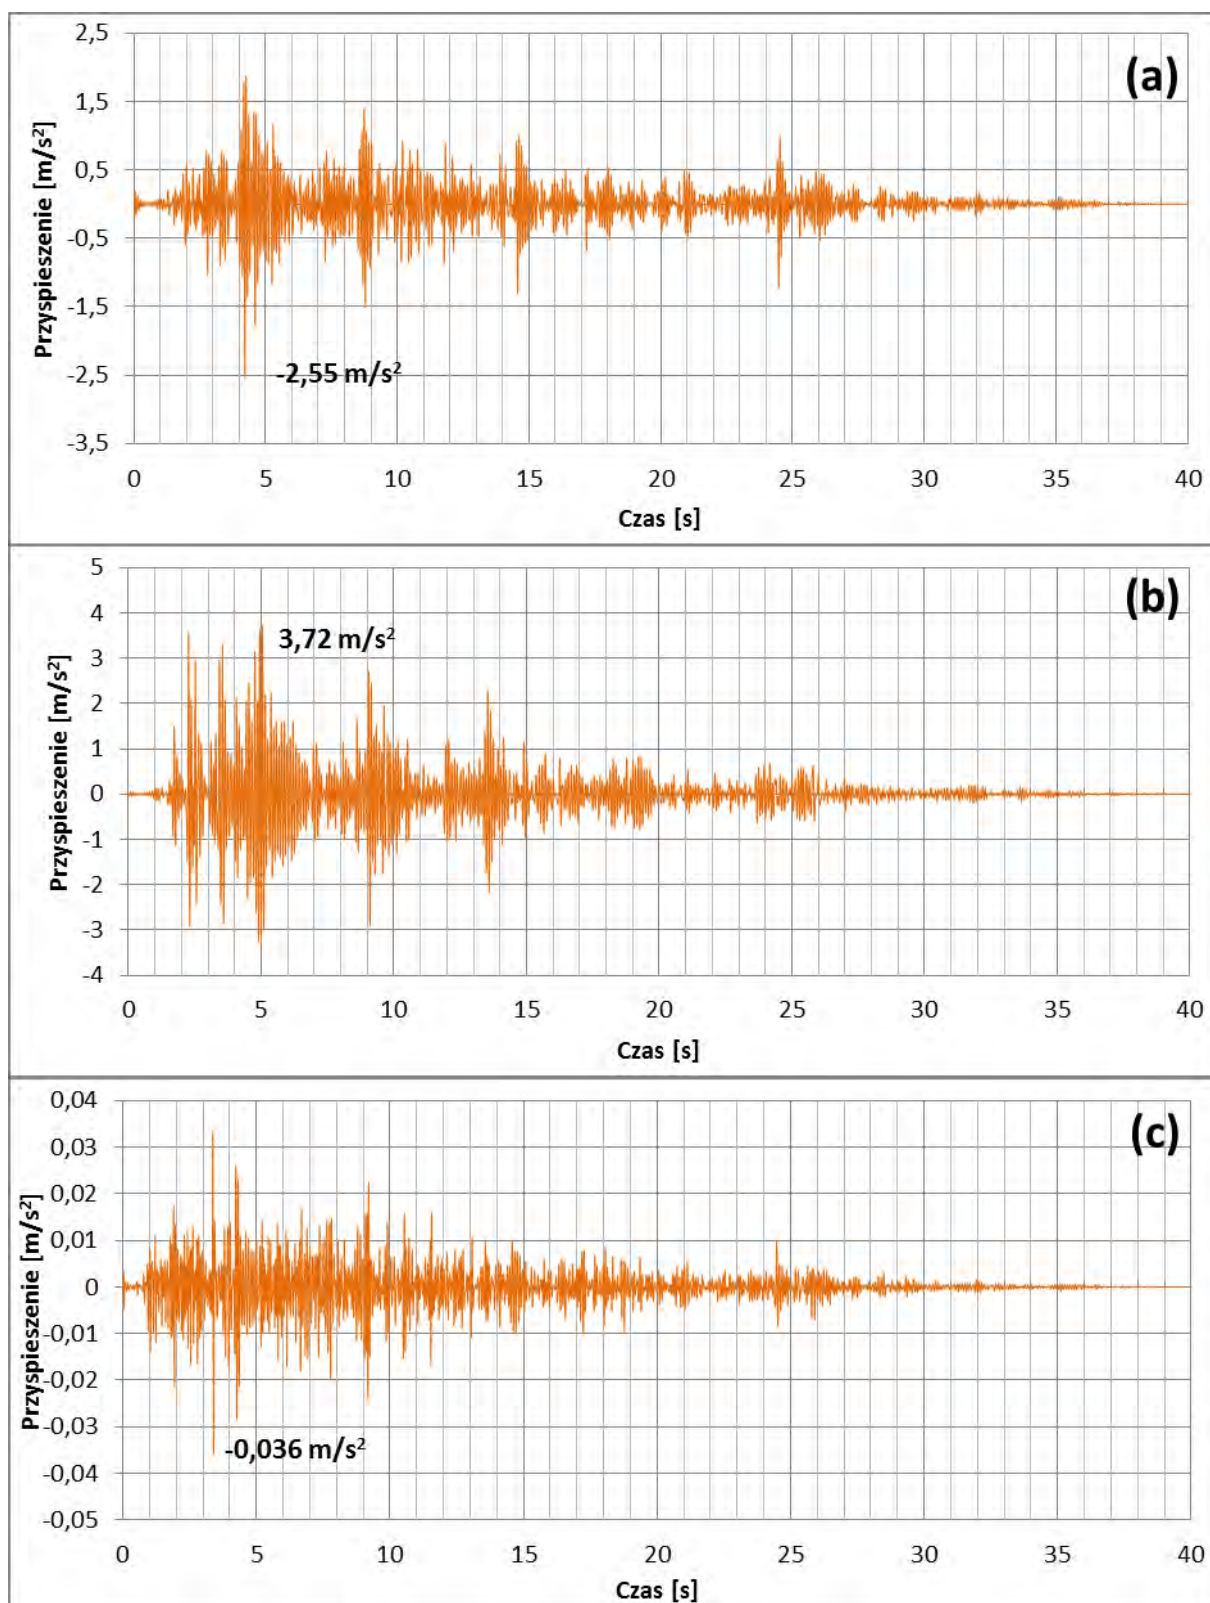 (a)
Przyspieszenie [m/s²]
2,5
1,5
0,5
-0,5
-1,5
-2,5
-3,5
-2,55 m/s²
0 5 10 15 20 25 30 35 40
Czas [s]
(b)
Przyspieszenie [m/s²]
5
4
3
2
1
0
-1
-2
-3
-4
3,72 m/s²
0 5 10 15 20 25 30 35 40
Czas [s]
(c)
Przyspieszenie [m/s²]
0,04
0,03
0,02
0,01
0
-0,01
-0,02
-0,03
-0,04
-0,05
-0,036 m/s²
0 5 10 15 20 25 30 35 40
Czas [s]